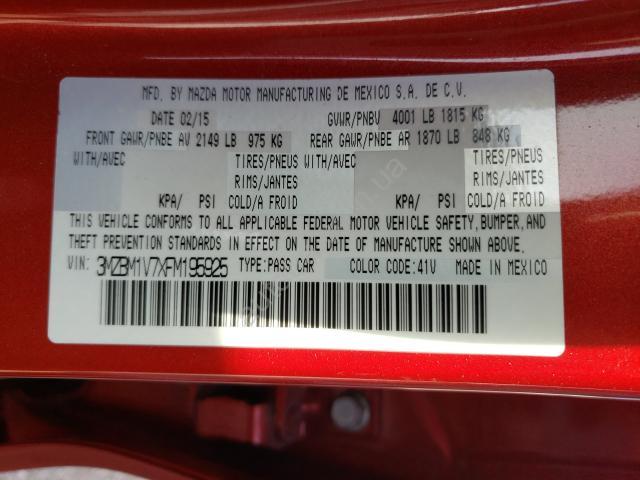 MFD. BY MAZDA MOTOR MANUFACTURING DE MEXICO S.A. DE C.V.
DATE 02/15 GVWR/PNBV 4001 LB 1815 KG
FRONT GAWR/PNBE AV 2149 LB 975 KG REAR GAWR/PNBE AR 1870 LB 848 KG
WITH/AVEC TIRES/PNEUS WITH/AVEC TIRES/PNEUS
RIMS/JANTES RIMS/JANTES
KPA/ PSI COLD/A FROID KPA/ PSI COLD/A FROID
THIS VEHICLE CONFORMS TO ALL APPLICABLE FEDERAL MOTOR VEHICLE SAFETY, BUMPER, AND
THEFT PREVENTION STANDARDS IN EFFECT ON THE DATE OF MANUFACTURE SHOWN ABOVE.
VIN: 3MZBM1V7XFM195925 TYPE:PASS CAR COLOR CODE:41V MADE IN MEXICO